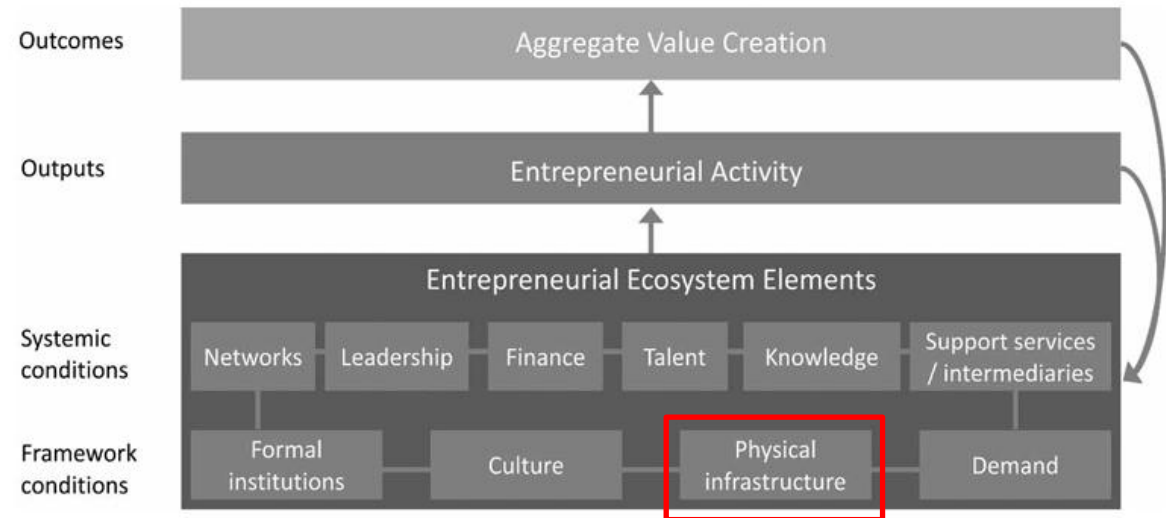 Outcomes
Aggregate Value Creation
Outputs
Entrepreneurial Activity
Entrepreneurial Ecosystem Elements
Systemic
conditions
Networks
Leadership
Finance
Talent
Knowledge
Support services
/ intermediaries
Framework
conditions
Formal
institutions
Culture
Physical
infrastructure
Demand